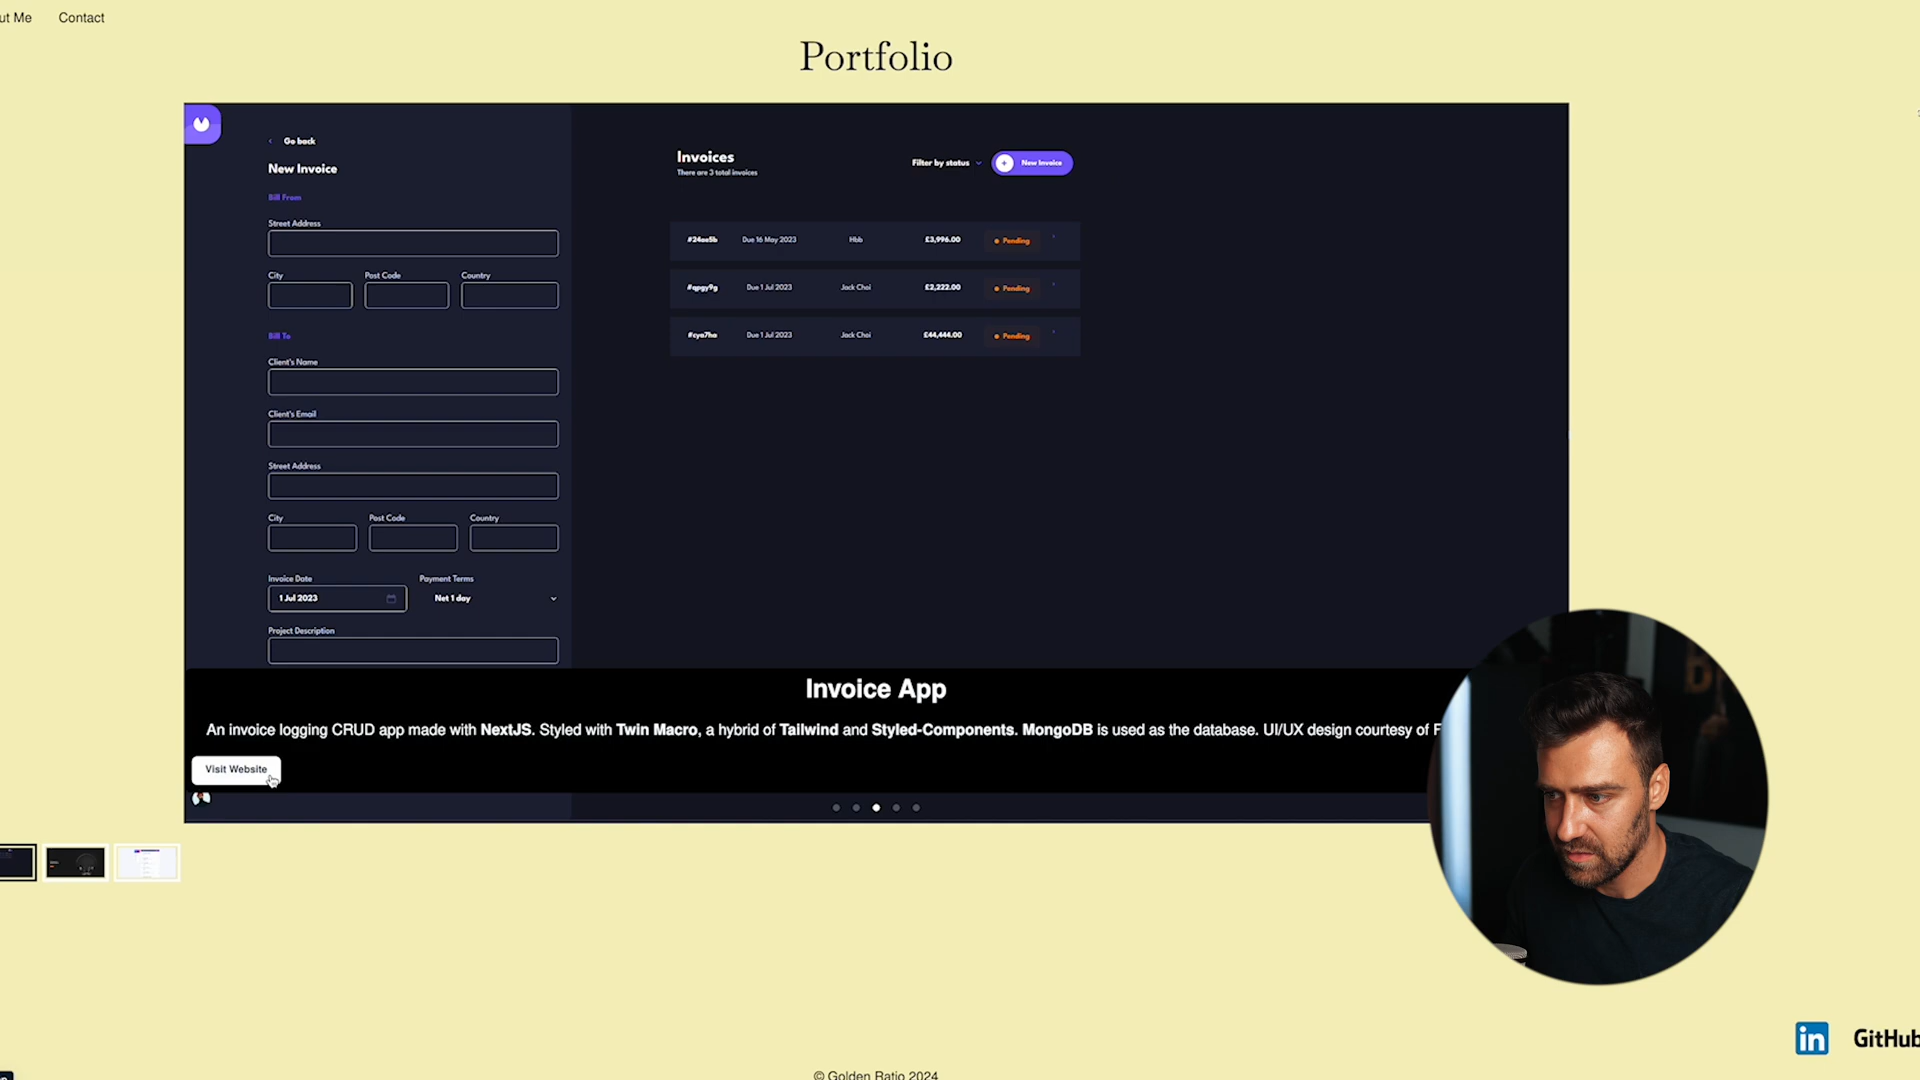 ut Me Contact
Portfolio
Go back
New Invoice
Bill From
Street Address
City Post Code Country
Bill To
Client's Name
Client's Email
Street Address
City Post Code Country
Invoice Date Payment Terms
1 Jul 2023 Net 1 day
Project Description
Invoices
There are 3 total invoices
Filter by status
New Invoice
#24ae5b Due 16 May 2023 Hbb £3,996.00 Pending
#qpgy9g Due 1 Jul 2023 Jack Choi £2,222.00 Pending
#cya7ha Due 1 Jul 2023 Jack Choi £44,444.00 Pending
Invoice App
An invoice logging CRUD app made with NextJS. Styled with Twin Macro, a hybrid of Tailwind and Styled-Components. MongoDB is used as the database. UI/UX design courtesy of F
Visit Website
in GitHub
© Golden Ratio 2024